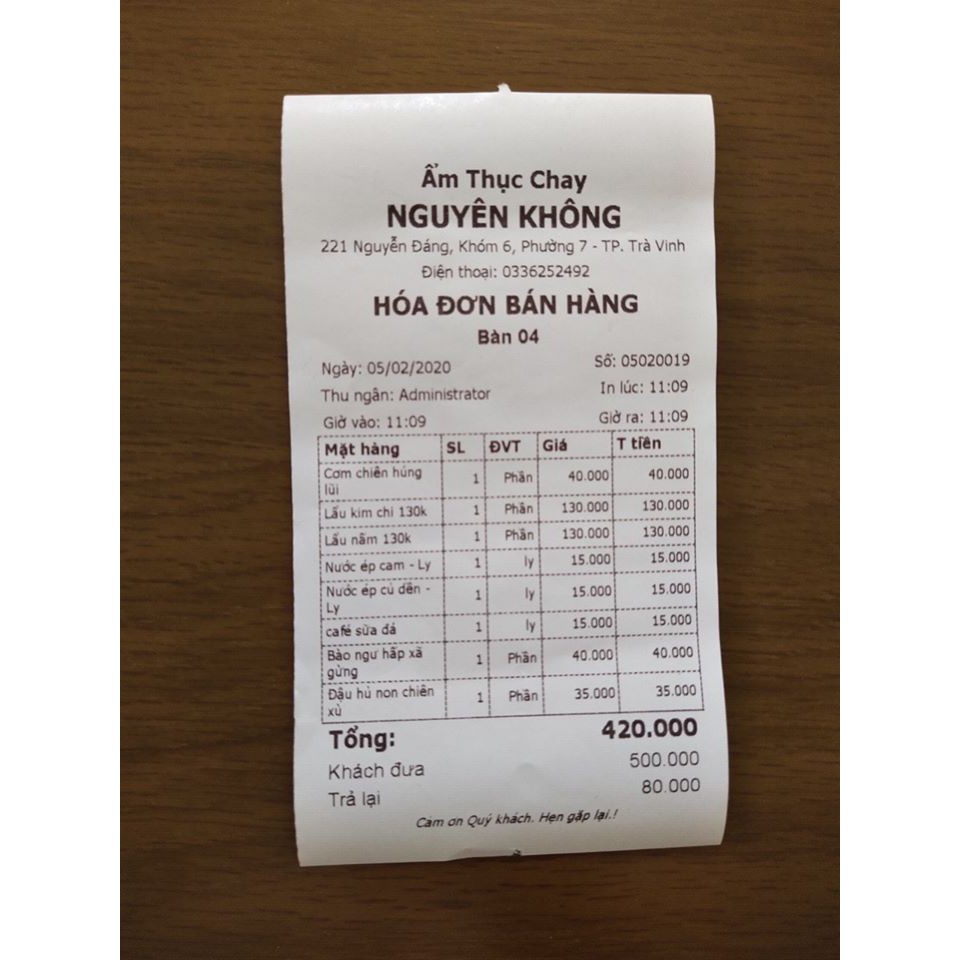 Ẩm Thục Chay
NGUYÊN KHÔNG
221 Nguyễn Đáng, Khóm 6, Phường 7 - TP. Trà Vinh
Điện thoại: 0336252492
HÓA ĐƠN BÁN HÀNG
Bàn 04
Ngày: 05/02/2020 Số: 05020019
Thu ngân: Administrator In lúc: 11:09
Giờ vào: 11:09 Giờ ra: 11:09
Mặt hàng SL ĐVT Giá T tiền
Cơm chiên húng 1 Phần 40.000 40.000
lũi
Lẩu kim chi 130k 1 Phần 130.000 130.000
Lẩu nấm 130k 1 Phần 130.000 130.000
Nước ép cam - Ly 1 ly 15.000 15.000
Nước ép củ dền - 1 ly 15.000 15.000
Ly
café sữa đá 1 ly 15.000 15.000
Bào ngư hấp xả 1 Phần 40.000 40.000
gừng
Đậu hủ non chiên 1 Phần 35.000 35.000
xù
Tổng: 420.000
Khách đưa 500.000
Trả lại 80.000
Cám ơn Quý khách. Hẹn gặp lại.!